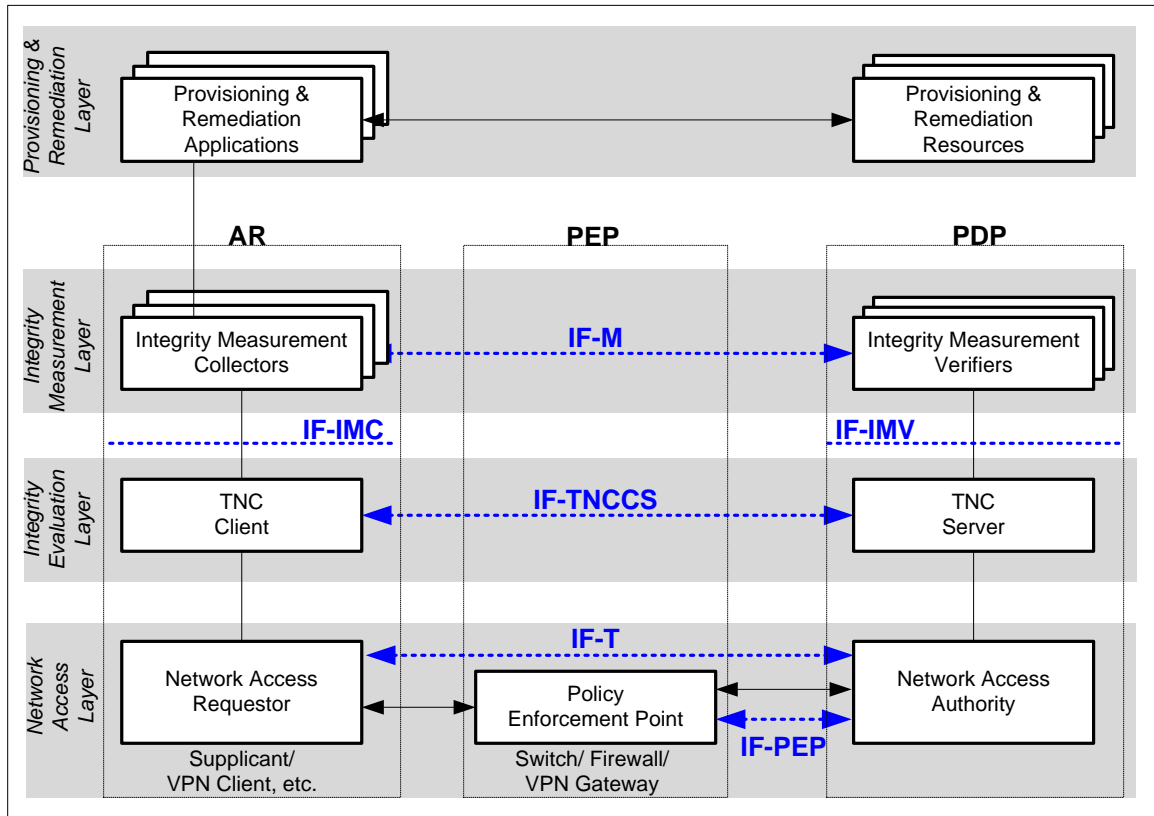 Provisioning &
Remediation
Layer
Provisioning &
Remediation
Applications
Provisioning &
Remediation
Resources
AR
PEP
PDP
Integrity
Measurement
Layer
Integrity Measurement
Collectors
IF-M
Integrity Measurement
Verifiers
IF-IMC
IF-IMV
Integrity
Evaluation
Layer
TNC
Client
IF-TNCCS
TNC
Server
Network
Access
Layer
Network Access
Requestor
IF-T
Policy
Enforcement Point
Network Access
Authority
IF-PEP
Supplicant/
VPN Client, etc.
Switch/ Firewall/
VPN Gateway